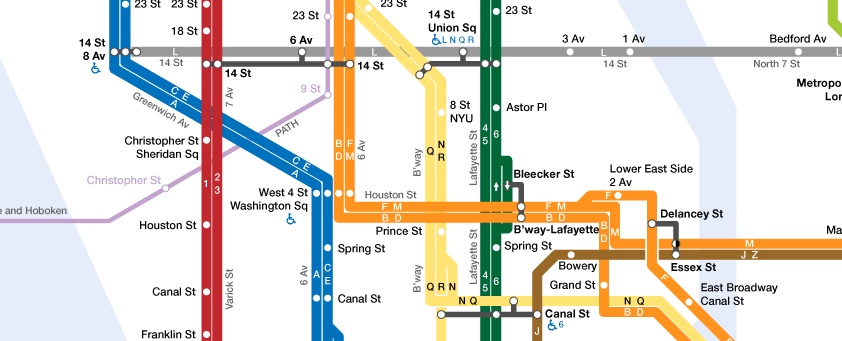 23 St
23 St
23 St
23 St
14 St
Union Sq
L N Q R
23 St
18 St
14 St
8 Av
L
14 St
6 Av
L
3 Av
L
14 St
1 Av
Bedford Av
North 7 St
14 St
14 St
Metropo
Lor
C E
A
Greenwich Av
7 Av
9 St
PATH
8 St
NYU
Astor Pl
4 5
6
Lafayette St
Christopher St
Sheridan Sq
1
2 3
Christopher St
C E
A
B D
F M
6 Av
Q
N R
B'way
Bleecker St
Lower East Side
2 Av
F
West 4 St
Washington Sq
Houston St
F M
B D
F M
B D
Delancey St
e and Hoboken
Houston St
Prince St
B'way-Lafayette
B D
M
M
Ma
Spring St
Spring St
J Z
Bowery
Essex St
6 Av
A
C E
B'way
Q R N
Lafayette St
4 5
6
Grand St
F
East Broadway
Canal St
Canal St
Varick St
Canal St
N Q
N Q
B D
Canal St
6
J
Franklin St